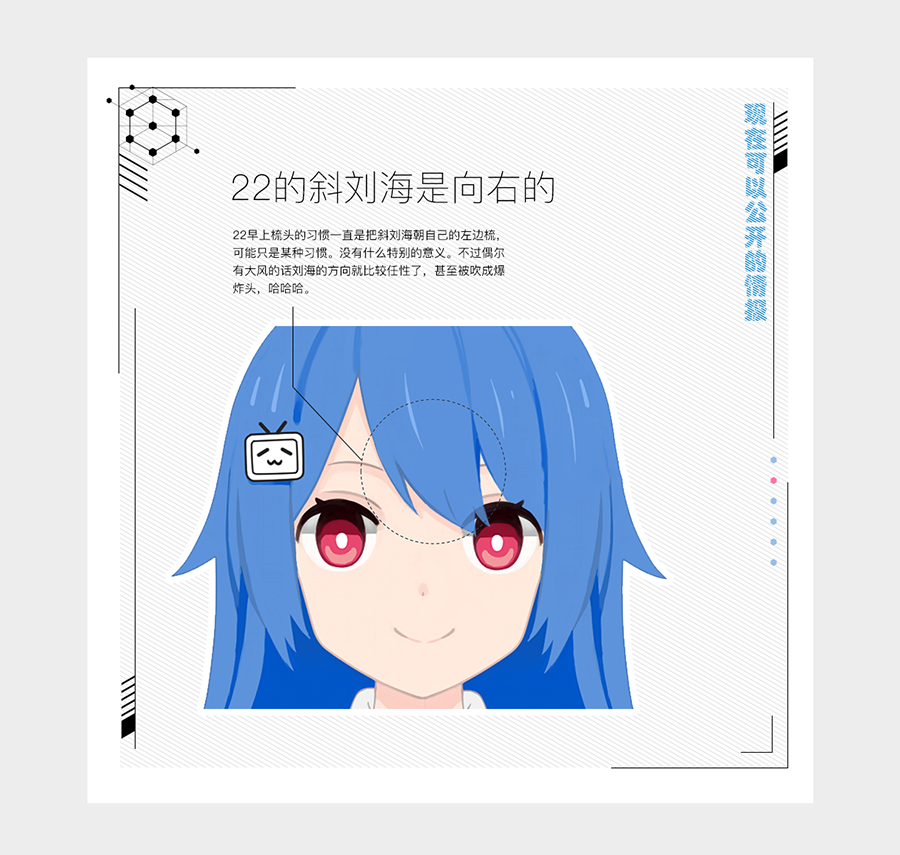 22的斜刘海是向右的
22早上梳头的习惯一直是把斜刘海朝自己的左边梳，
可能只是某种习惯。没有什么特别的意义。不过偶尔
有大风的话刘海的方向就比较任性了，甚至被吹成爆
炸头，哈哈哈。
现在可以公开的情报